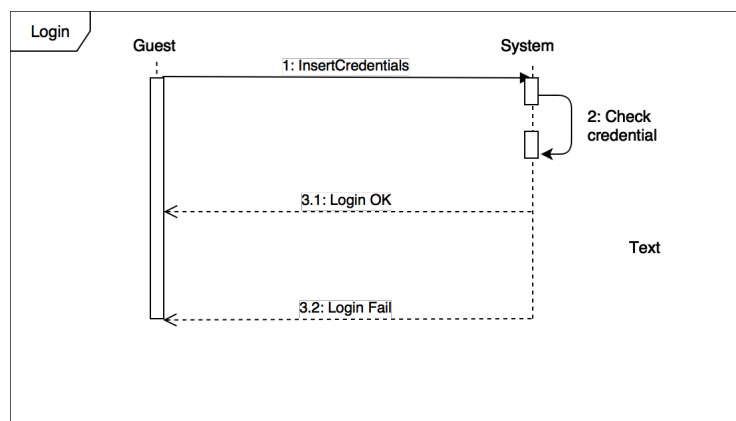 Login
Guest
System
1: InsertCredentials
2: Check
credential
3.1: Login OK
Text
3.2: Login Fail